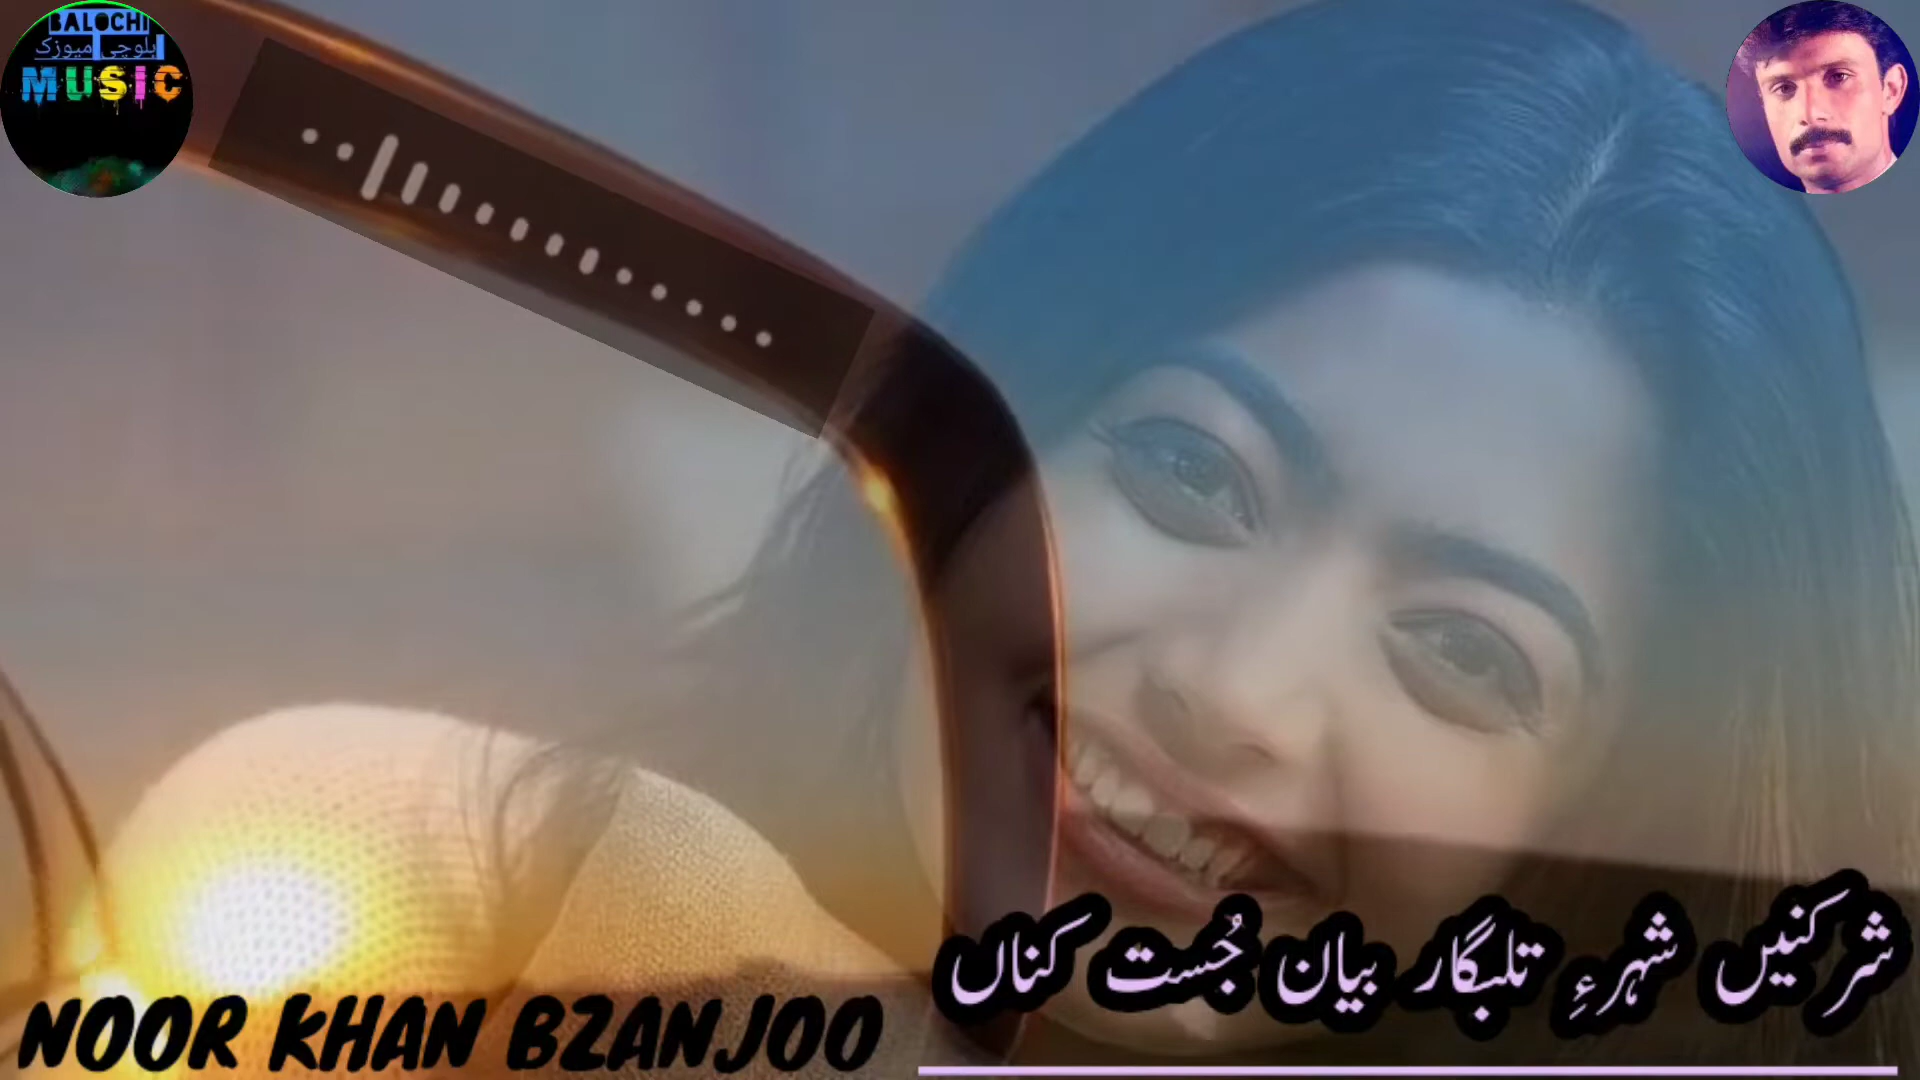 BALOCHI
بلوچی میوزک
MUSIC
شرکنیں شہرءِ تلبگار بیان جُست کناں
NOOR KHAN BZANJOO